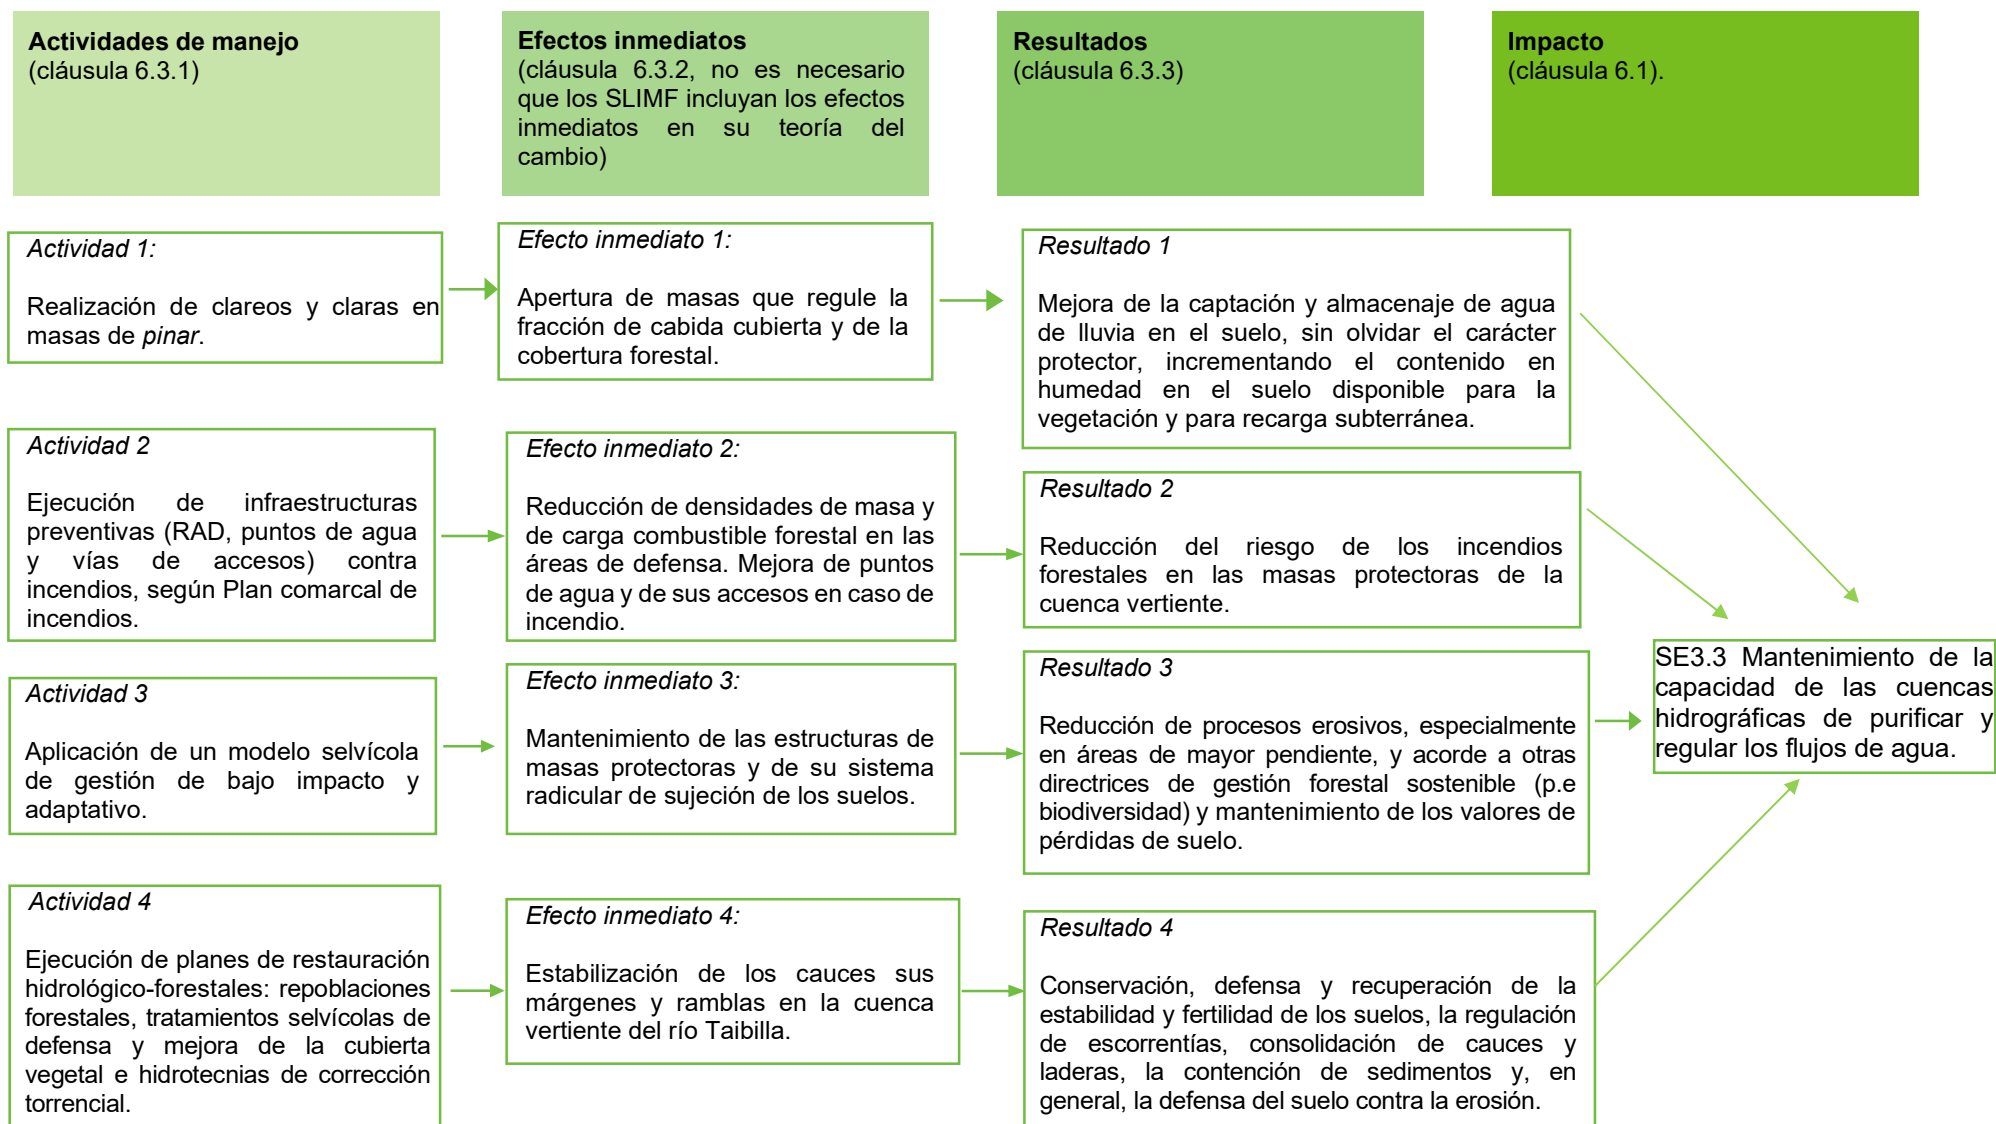 Actividades de manejo
(cláusula 6.3.1)
Efectos inmediatos
(cláusula 6.3.2, no es necesario
que los SLIMF incluyan los efectos
inmediatos en su teoría del
cambio)
Resultados
(cláusula 6.3.3)
Impacto
(cláusula 6.1).
Actividad 1:
Realización de clareos y claras en
masas de pinar.
Efecto inmediato 1:
Apertura de masas que regule la
fracción de cabida cubierta y de la
cobertura forestal.
Resultado 1
Mejora de la captación y almacenaje de agua
de lluvia en el suelo, sin olvidar el carácter
protector, incrementando el contenido en
humedad en el suelo disponible para la
vegetación y para recarga subterránea.
Actividad 2
Ejecución de infraestructuras
preventivas (RAD, puntos de agua
y vías de accesos) contra
incendios, según Plan comarcal de
incendios.
Efecto inmediato 2:
Reducción de densidades de masa y
de carga combustible forestal en las
áreas de defensa. Mejora de puntos
de agua y de sus accesos en caso de
incendio.
Resultado 2
Reducción del riesgo de los incendios
forestales en las masas protectoras de la
cuenca vertiente.
Actividad 3
Aplicación de un modelo selvícola
de gestión de bajo impacto y
adaptativo.
Efecto inmediato 3:
Mantenimiento de las estructuras de
masas protectoras y de su sistema
radicular de sujeción de los suelos.
Resultado 3
Reducción de procesos erosivos, especialmente
en áreas de mayor pendiente, y acorde a otras
directrices de gestión forestal sostenible (p.e
biodiversidad) y mantenimiento de los valores de
pérdidas de suelo.
SE3.3 Mantenimiento de la
capacidad de las cuencas
hidrográficas de purificar y
regular los flujos de agua.
Actividad 4
Ejecución de planes de restauración
hidrológico-forestales: repoblaciones
forestales, tratamientos selvícolas de
defensa y mejora de la cubierta
vegetal e hidrotecnias de corrección
torrencial.
Efecto inmediato 4:
Estabilización de los cauces sus
márgenes y ramblas en la cuenca
vertiente del río Taibilla.
Resultado 4
Conservación, defensa y recuperación de la
estabilidad y fertilidad de los suelos, la regulación
de escorrentías, consolidación de cauces y
laderas, la contención de sedimentos y, en
general, la defensa del suelo contra la erosión.